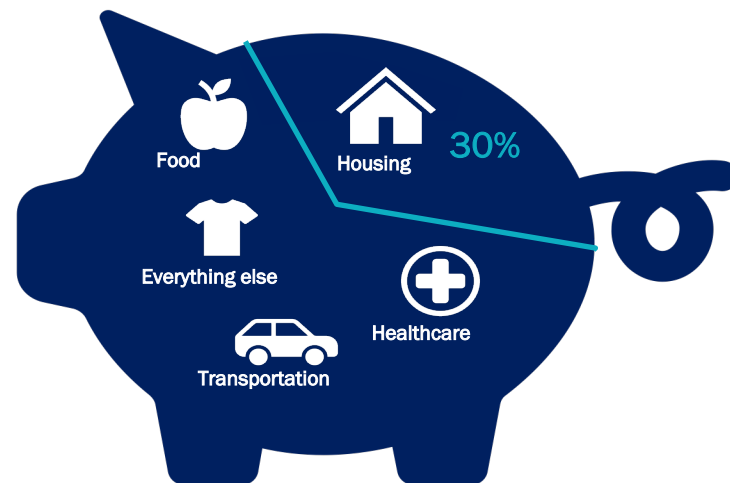 Food
Housing
30%
Everything else
Healthcare
Transportation